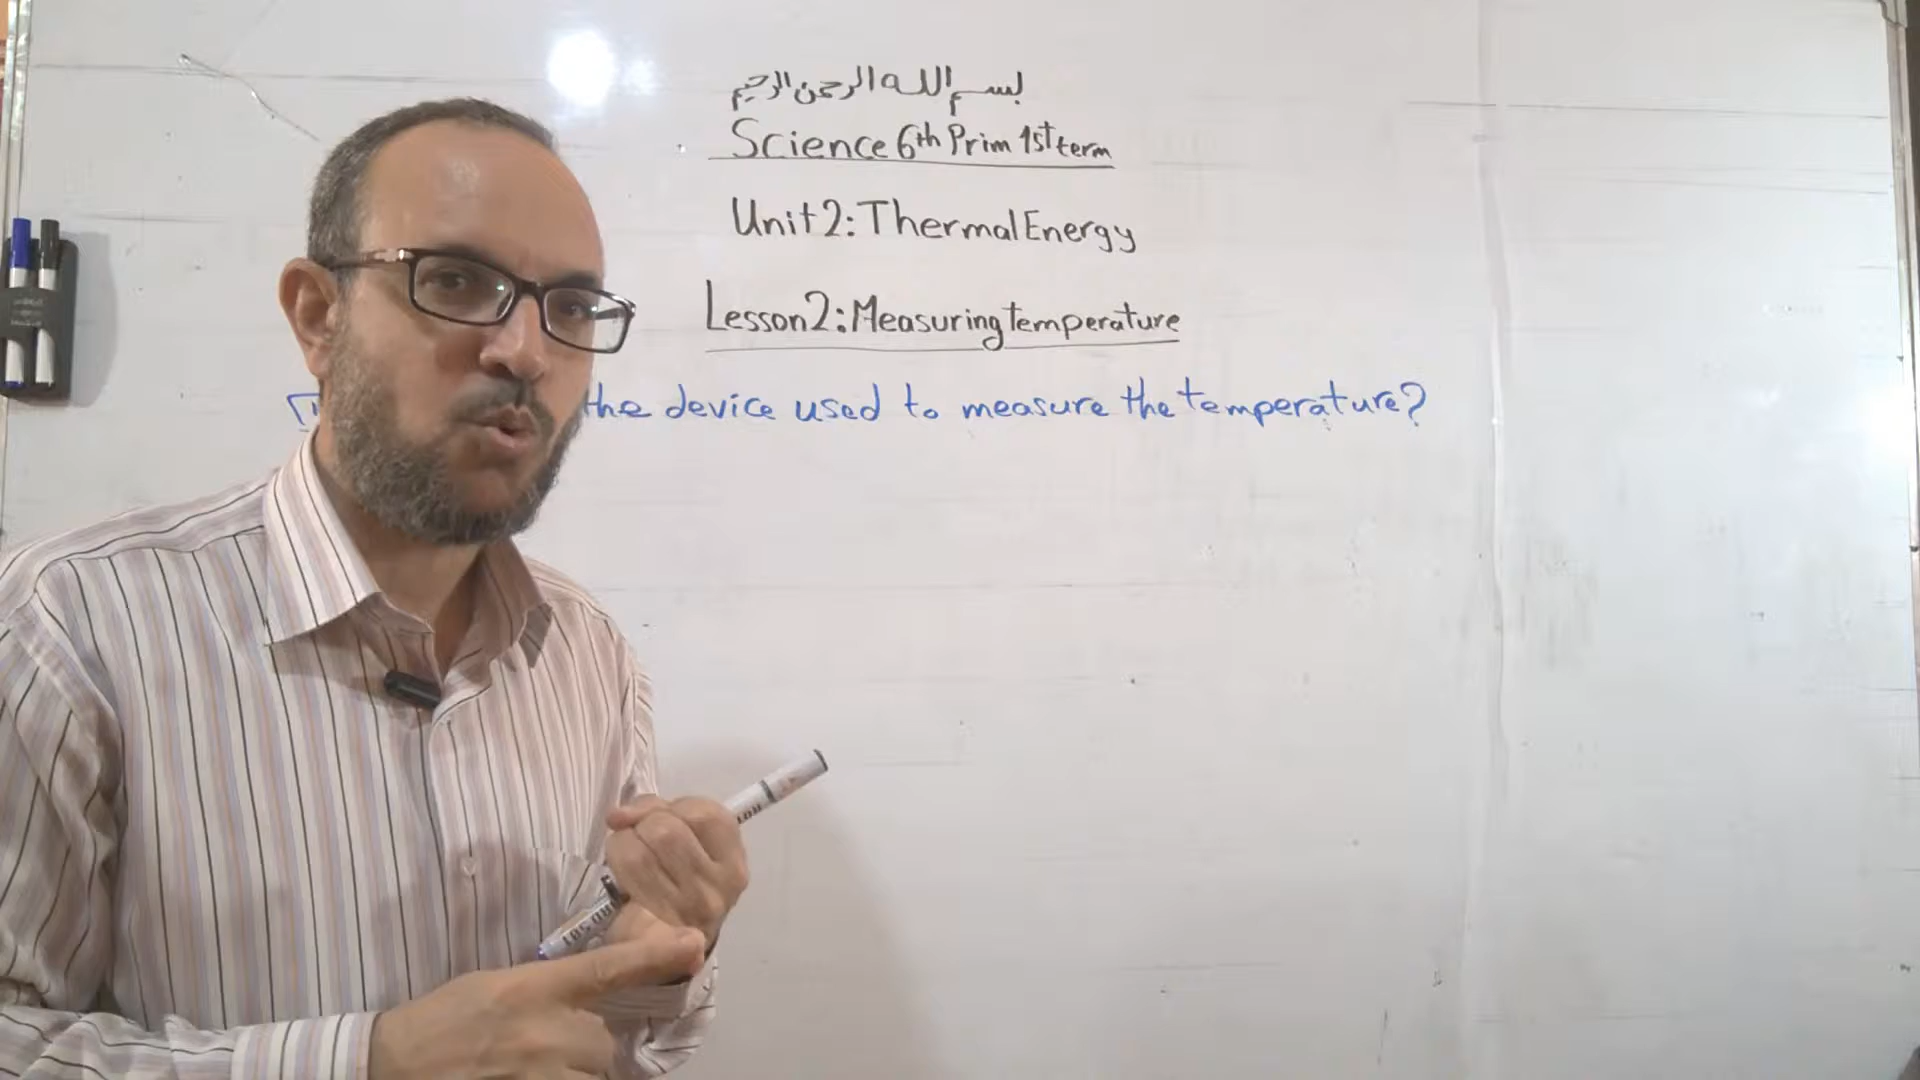 بسم الله الرحمن الرحيم
Science 6th Prim 1st term
Unit 2: Thermal Energy
Lesson 2: Measuring temperature
the device used to measure the temperature?